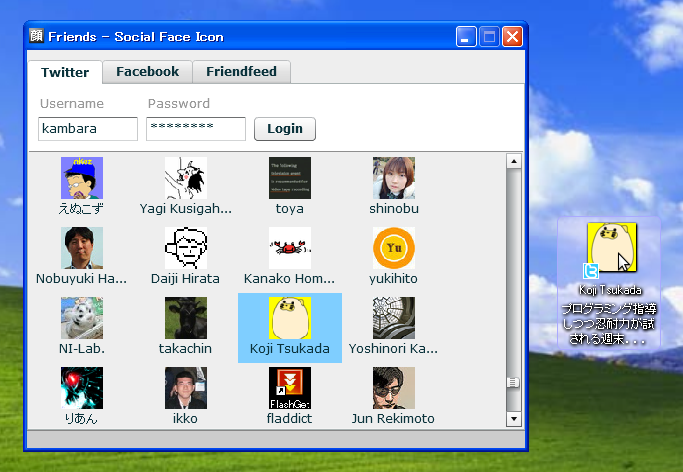 顔 Friends - Social Face Icon
Twitter Facebook Friendfeed
Username Password
kambara ******** Login
えぬこず Yagi Kusigah... toya shinobu
Yu
Nobuyuki Ha... Daiji Hirata Kanako Hom... yukihito
NI-Lab. takachin Koji Tsukada Yoshinori Ka...
FlashGet
りあん ikko fladdict Jun Rekimoto
Koji Tsukada
プログラミング指導
しつつ忍耐力が試
される週末...